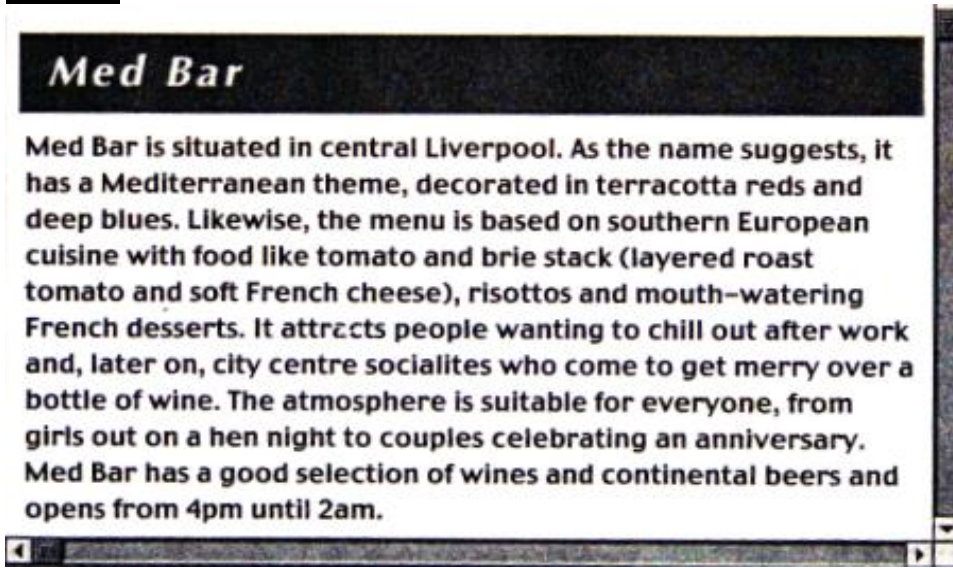 Med Bar
Med Bar is situated in central Liverpool. As the name suggests, it
has a Mediterranean theme, decorated in terracotta reds and
deep blues. Likewise, the menu is based on southern European
cuisine with food like tomato and brie stack (layered roast
tomato and soft French cheese), risottos and mouth-watering
French desserts. It attracts people wanting to chill out after work
and, later on, city centre socialites who come to get merry over a
bottle of wine. The atmosphere is suitable for everyone, from
girls out on a hen night to couples celebrating an anniversary.
Med Bar has a good selection of wines and continental beers and
opens from 4pm until 2am.